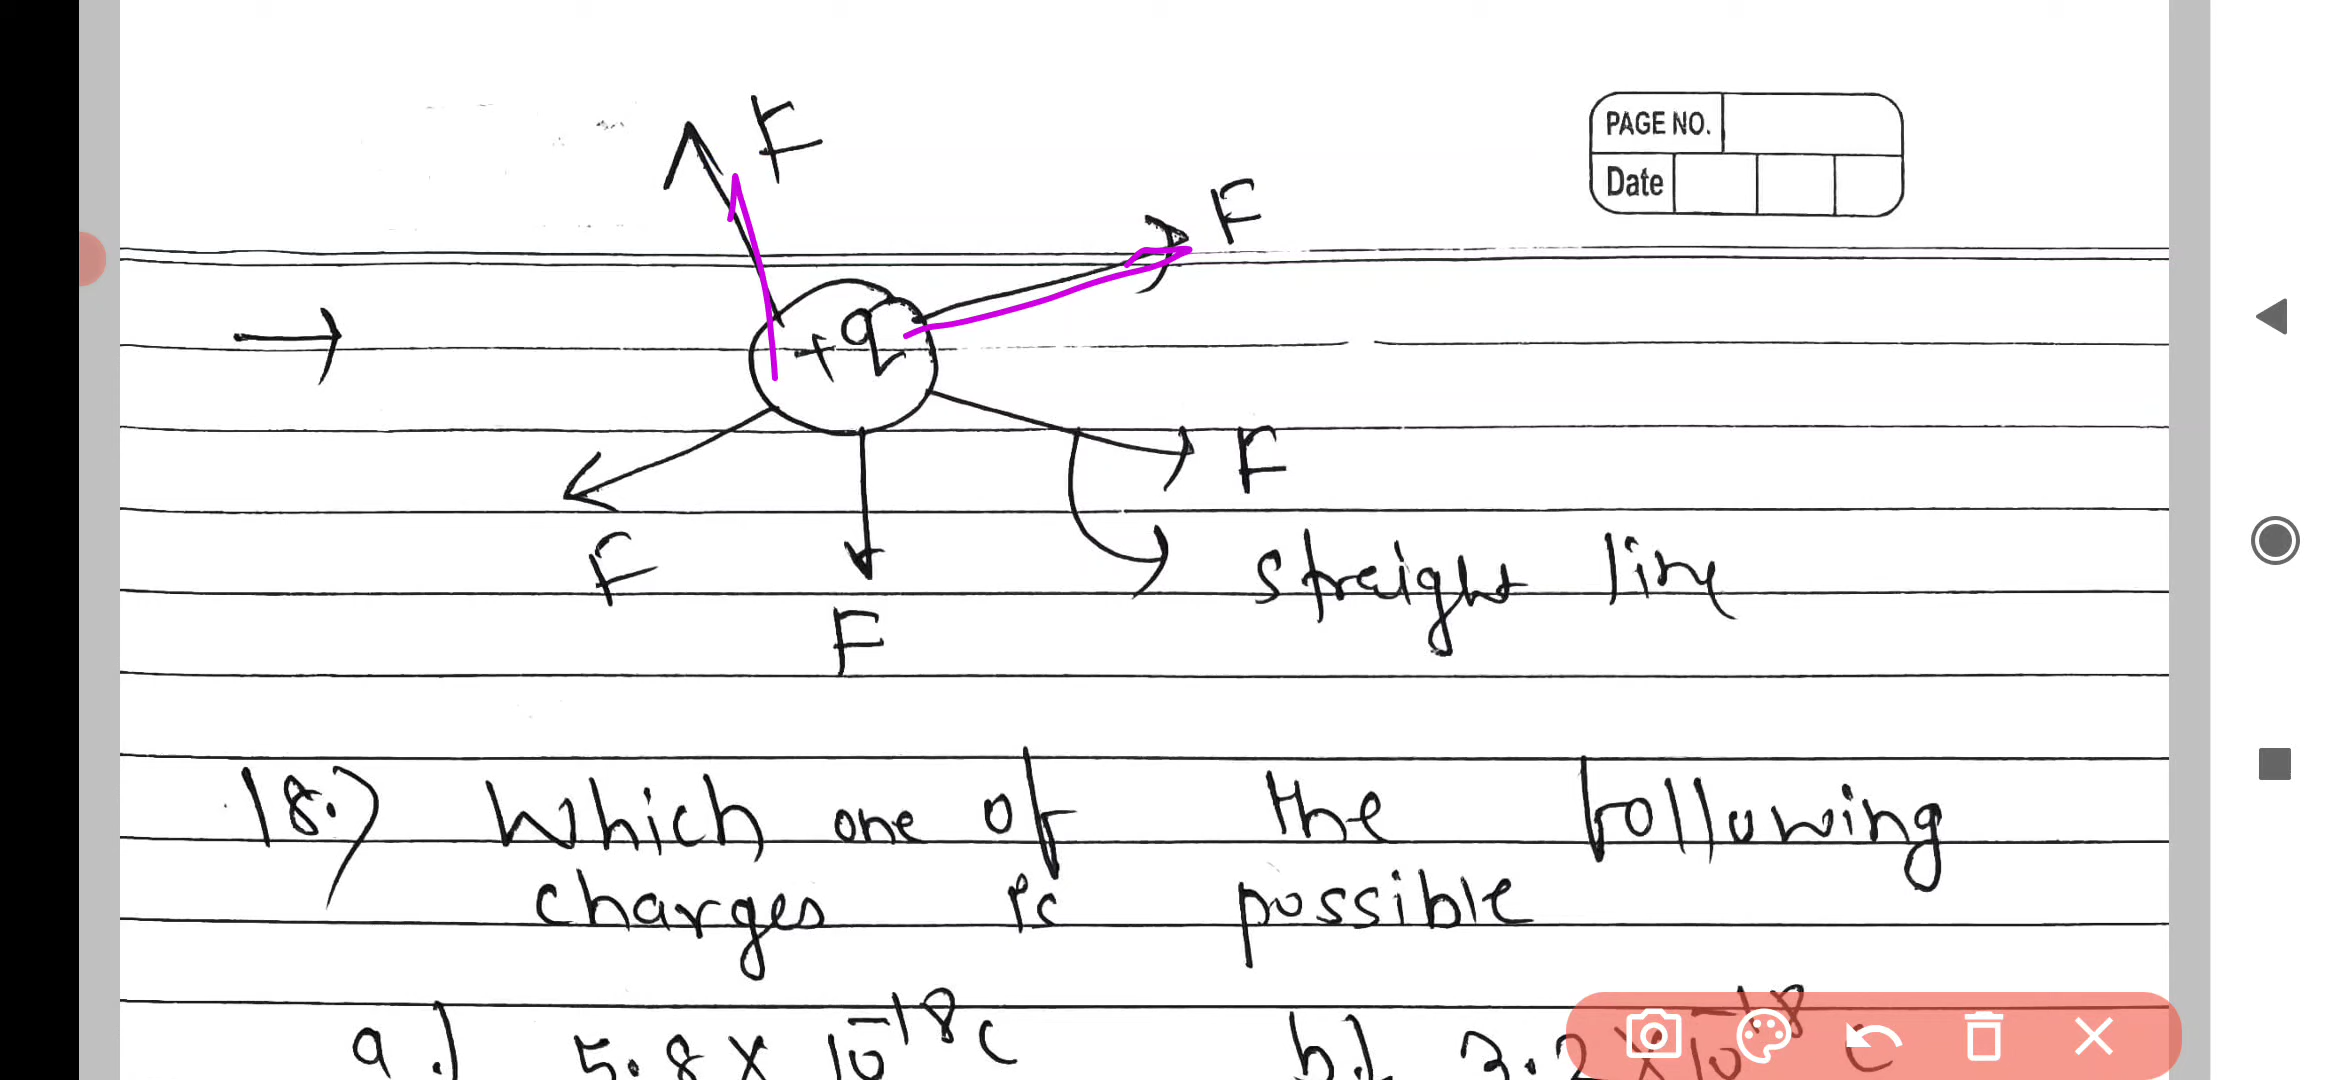 F
PAGE NO.
F
Date
→ +q
F
F
straight line
F
18.) Which one of the following
charges is possible
a.) 5.8 x 10⁻¹⁸ C b.) 3.2 x 10⁻¹⁸ C